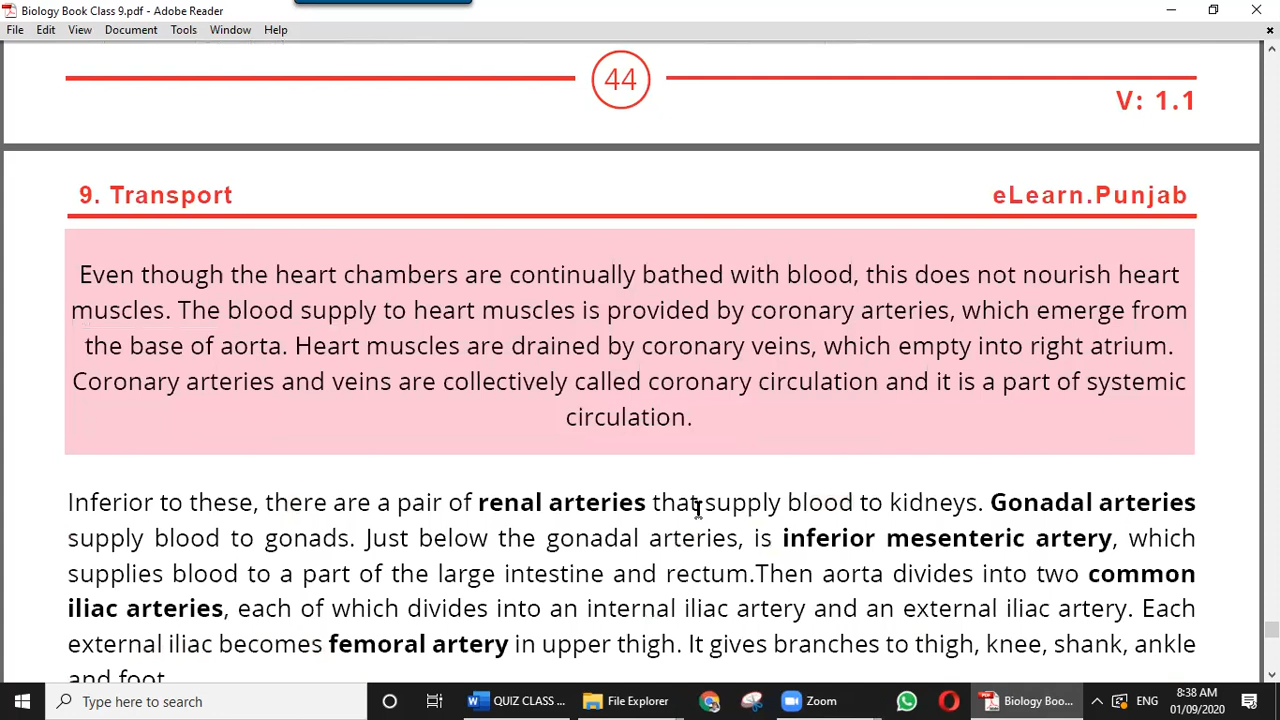 Biology Book Class 9.pdf - Adobe Reader
File Edit View Document Tools Window Help
44
V: 1.1
9. Transport eLearn.Punjab
Even though the heart chambers are continually bathed with blood, this does not nourish heart
muscles. The blood supply to heart muscles is provided by coronary arteries, which emerge from
the base of aorta. Heart muscles are drained by coronary veins, which empty into right atrium.
Coronary arteries and veins are collectively called coronary circulation and it is a part of systemic
circulation.
Inferior to these, there are a pair of renal arteries that supply blood to kidneys. Gonadal arteries
supply blood to gonads. Just below the gonadal arteries, is inferior mesenteric artery, which
supplies blood to a part of the large intestine and rectum.Then aorta divides into two common
iliac arteries, each of which divides into an internal iliac artery and an external iliac artery. Each
external iliac becomes femoral artery in upper thigh. It gives branches to thigh, knee, shank, ankle
and foot
Type here to search
QUIZ CLASS ...
File Explorer
Zoom
Biology Boo...
ENG
8:38 AM
01/09/2020